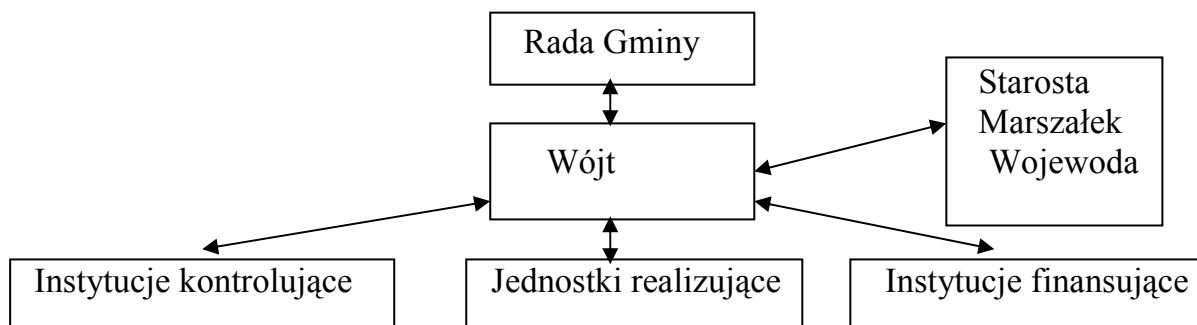 Rada Gminy
Starosta
Marszałek
Wojewoda
Wójt
Instytucje kontrolujące
Jednostki realizujące
Instytucje finansujące